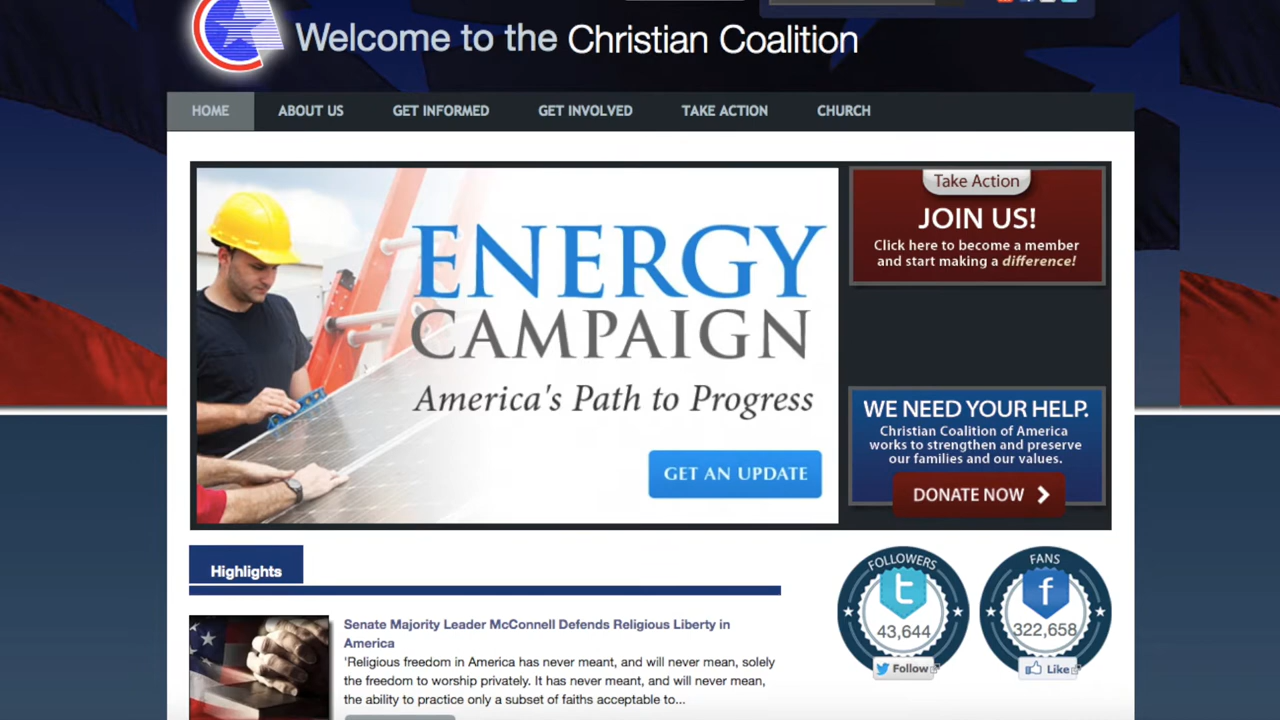 Welcome to the Christian Coalition
HOME ABOUT US GET INFORMED GET INVOLVED TAKE ACTION CHURCH
ENERGY
CAMPAIGN
America's Path to Progress
GET AN UPDATE
Take Action
JOIN US!
Click here to become a member
and start making a difference!
WE NEED YOUR HELP.
Christian Coalition of America
works to strengthen and preserve
our families and our values.
DONATE NOW
Highlights
Senate Majority Leader McConnell Defends Religious Liberty in
America
'Religious freedom in America has never meant, and will never mean, solely
the freedom to worship privately. It has never meant, and will never mean,
the ability to practice only a subset of faiths acceptable to...
FOLLOWERS
43,644
Follow
FANS
322,658
Like